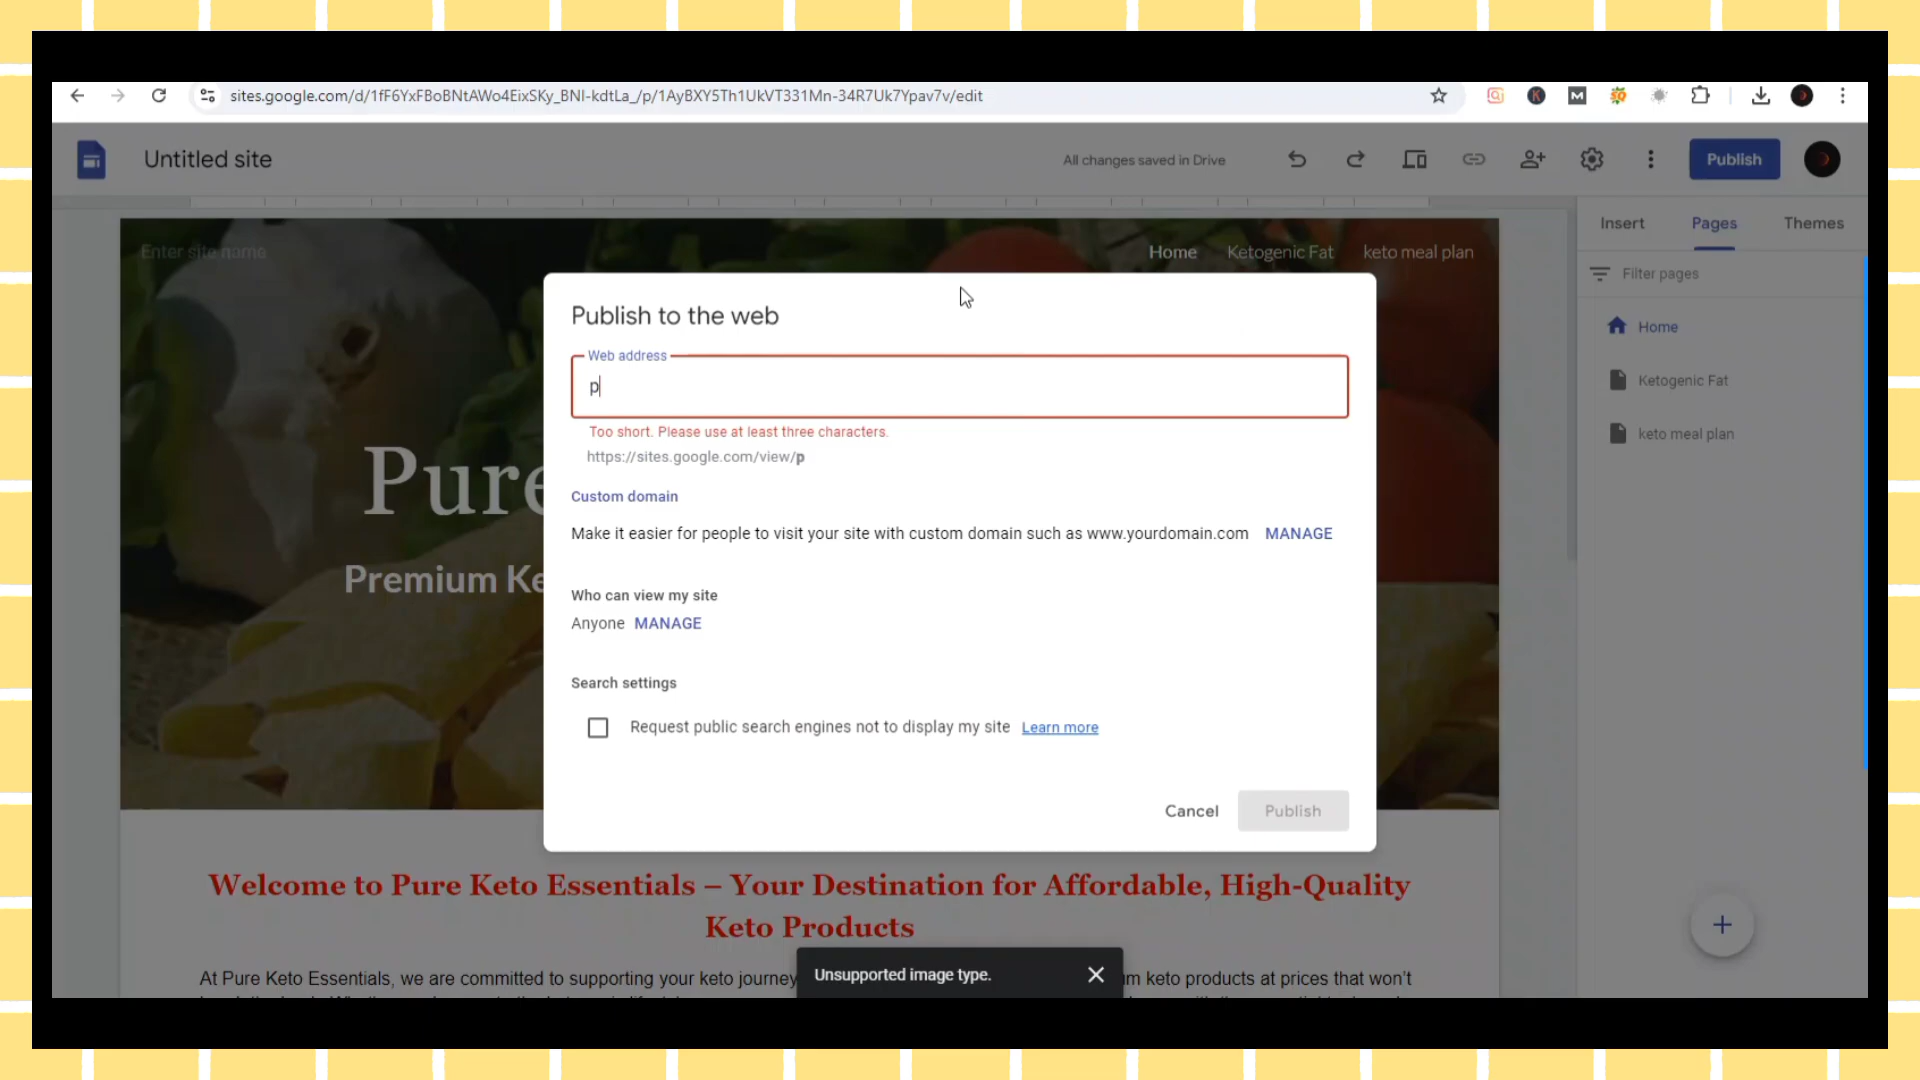 sites.google.com/d/1fF6YxFBoBNtAWo4EixSKy_BNl-kdtLa_/p/1AyBXY5Th1UkVT331Mn-34R7Uk7Ypav7v/edit
Untitled site
All changes saved in Drive
Publish
Insert
Pages
Themes
Enter site name
Home
Ketogenic Fat
keto meal plan
Filter pages
Home
Ketogenic Fat
keto meal plan
Publish to the web
Web address
p
Too short. Please use at least three characters.
https://sites.google.com/view/p
Custom domain
Make it easier for people to visit your site with custom domain such as www.yourdomain.com MANAGE
Who can view my site
Anyone MANAGE
Search settings
Request public search engines not to display my site Learn more
Cancel
Publish
Pure
Premium Ke
Welcome to Pure Keto Essentials – Your Destination for Affordable, High-Quality
Keto Products
At Pure Keto Essentials, we are committed to supporting your keto journey
m keto products at prices that won't
Unsupported image type.